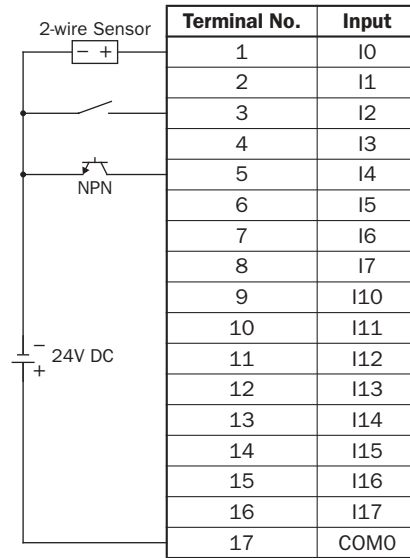 Terminal No. Input
2-wire Sensor
− +
1 I0
2 I1
3 I2
4 I3
5 I4
NPN
6 I5
7 I6
8 I7
9 I10
10 I11
−
24V DC
+
11 I12
12 I13
13 I14
14 I15
15 I16
16 I17
17 COM0